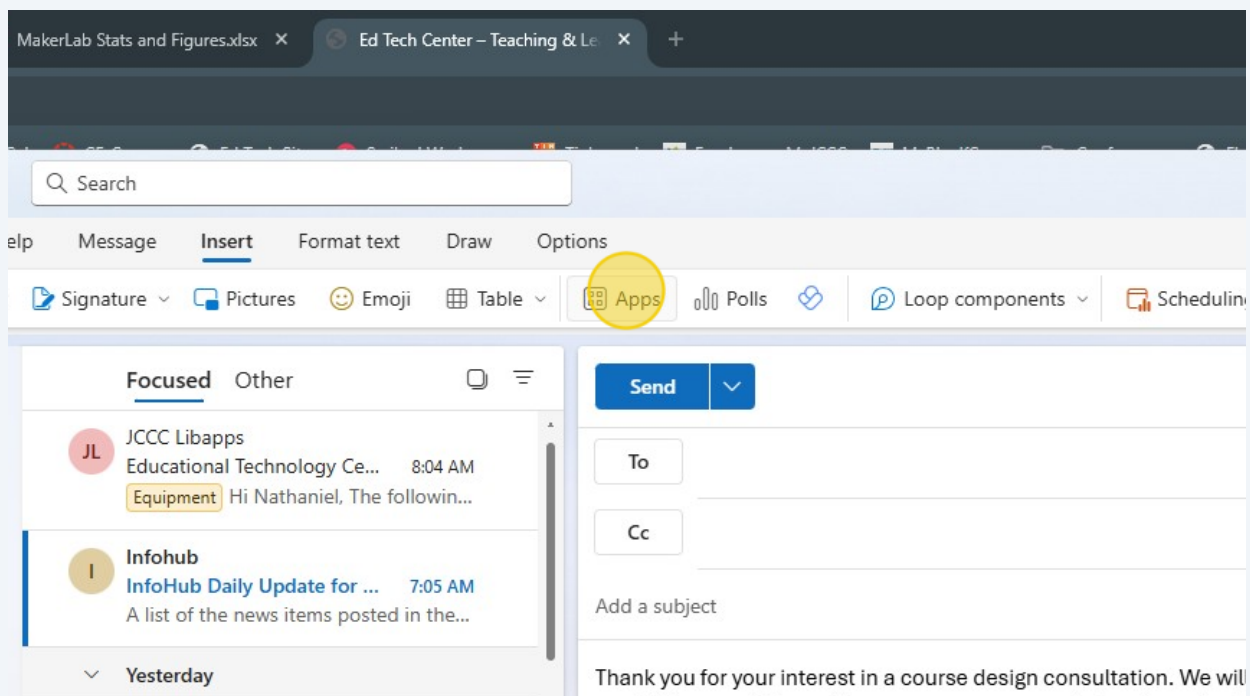 MakerLab Stats and Figures.xlsx
Ed Tech Center – Teaching & Le
Search
elp Message Insert Format text Draw Options
Signature Pictures Emoji Table Apps Polls Loop components Scheduling
Focused Other
JL JCCC Libapps
Educational Technology Ce... 8:04 AM
Equipment Hi Nathaniel, The followin...
I Infohub
InfoHub Daily Update for ... 7:05 AM
A list of the news items posted in the...
Yesterday
Send
To
Cc
Add a subject
Thank you for your interest in a course design consultation. We will